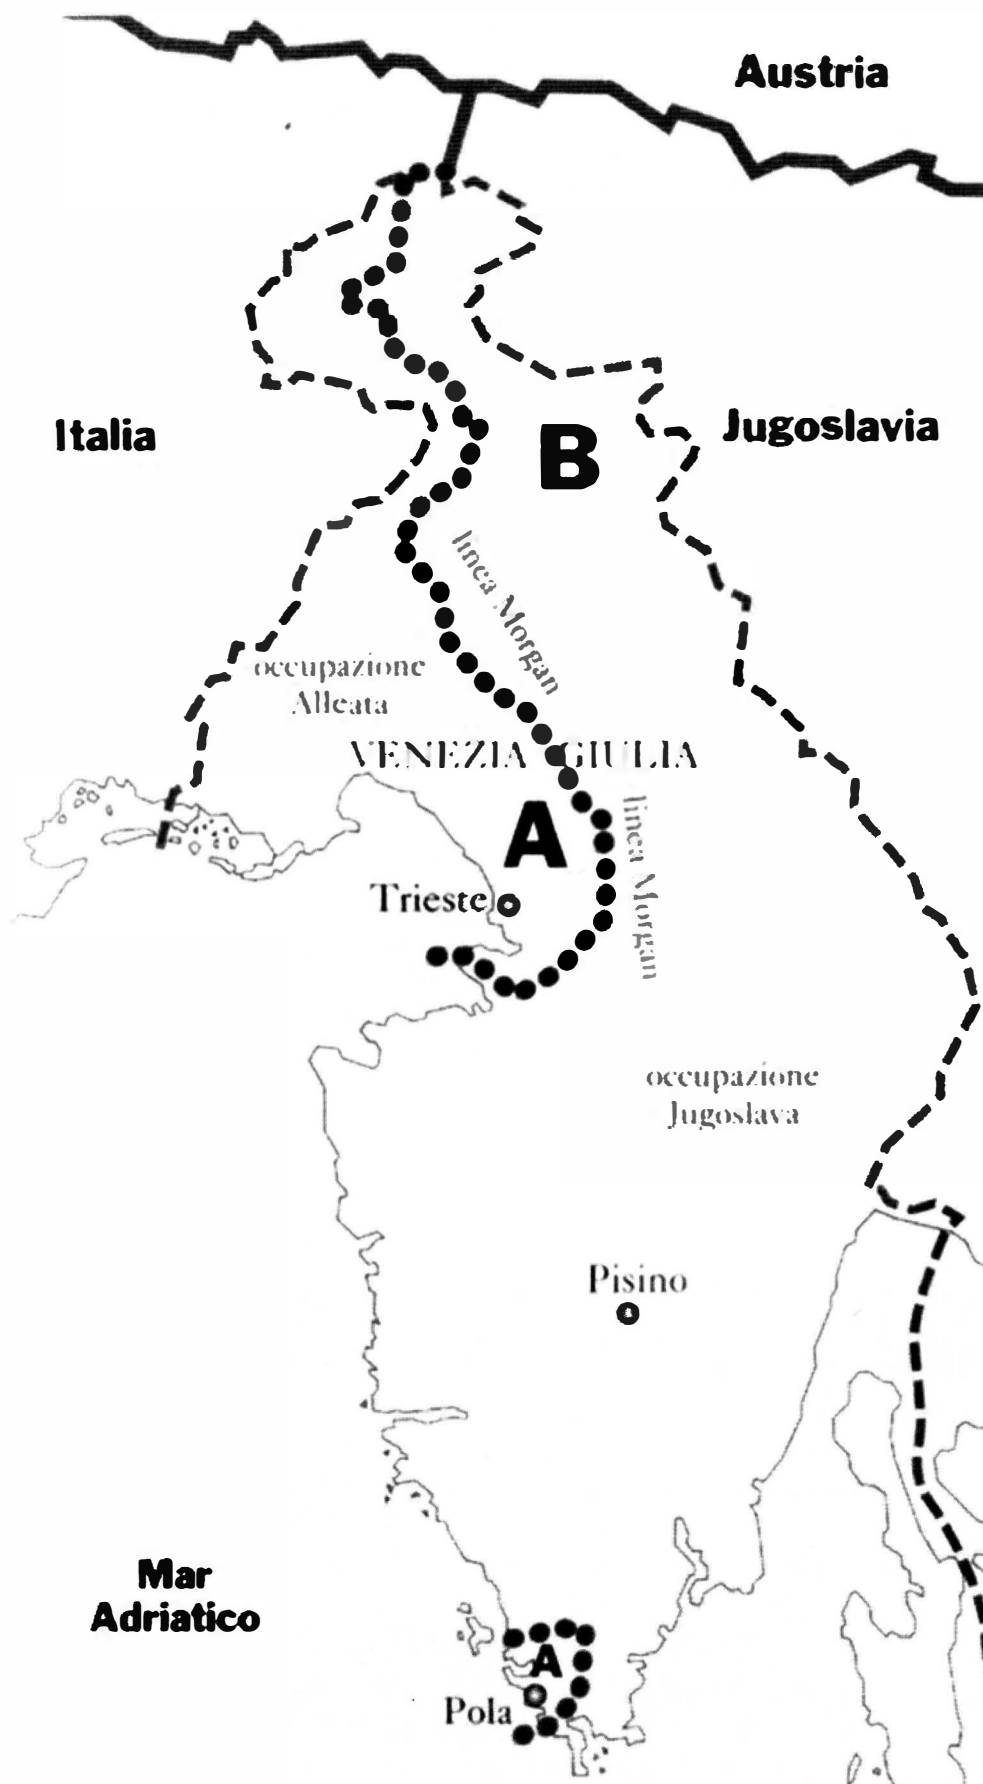 Austria
Italia
Jugoslavia
B
linea Morgan
occupazione
Alleata
VENEZIA GIULIA
A
linea Morgan
Trieste
occupazione
Jugoslava
Pisino
Mar
Adriatico
A
Pola